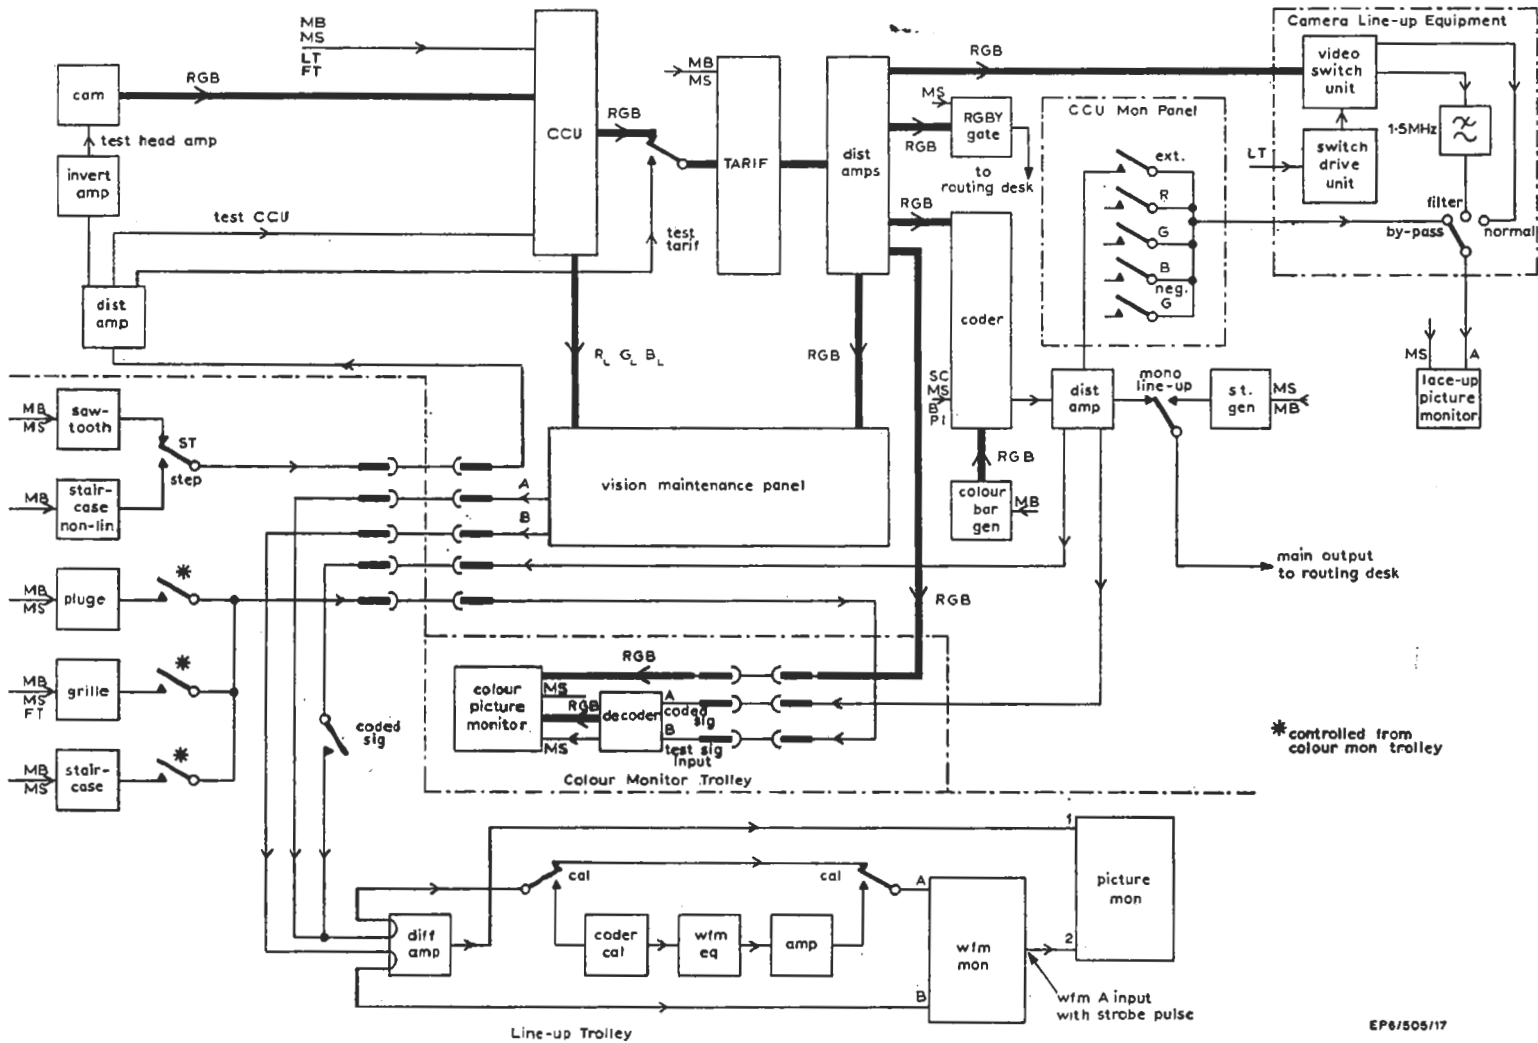 MB
MS
LT
FT
cam
RGB
test head amp
invert
amp
test CCU
dist
amp
CCU
RGB
test
tarif
MB
MS
TARIF
dist
amps
RGB
MS
RGBY
gate
RGB
to
routing desk
RGB
Camera Line-up Equipment
video
switch
unit
1·5MHz
LT
switch
drive
unit
filter
by-pass
normal
MS
A
lace-up
picture
monitor
CCU Mon Panel
ext.
R
G
B
neg.
G
coder
SC
MS
B
PI
dist
amp
mono
line-up
st.
gen
MS
MB
RGB
colour
bar
gen
MB
main output
to routing desk
R L G L B L
RGB
vision maintenance panel
A
B
MB
MS
saw-
tooth
ST
step
MB
stair-
case
non-lin
MB
MS
pluge
*
MB
MS
FT
grille
*
MB
MS
stair-
case
*
coded
sig
RGB
RGB
colour
picture
monitor
MS
RGB
MS
decoder
A
coded
sig
B
test sig
input
Colour Monitor Trolley
* controlled from
colour mon trolley
diff
amp
cal
coder
cal
wfm
eq
amp
cal
A
B
wfm
mon
1
2
picture
mon
wfm A input
with strobe pulse
Line-up Trolley
EP6/505/17